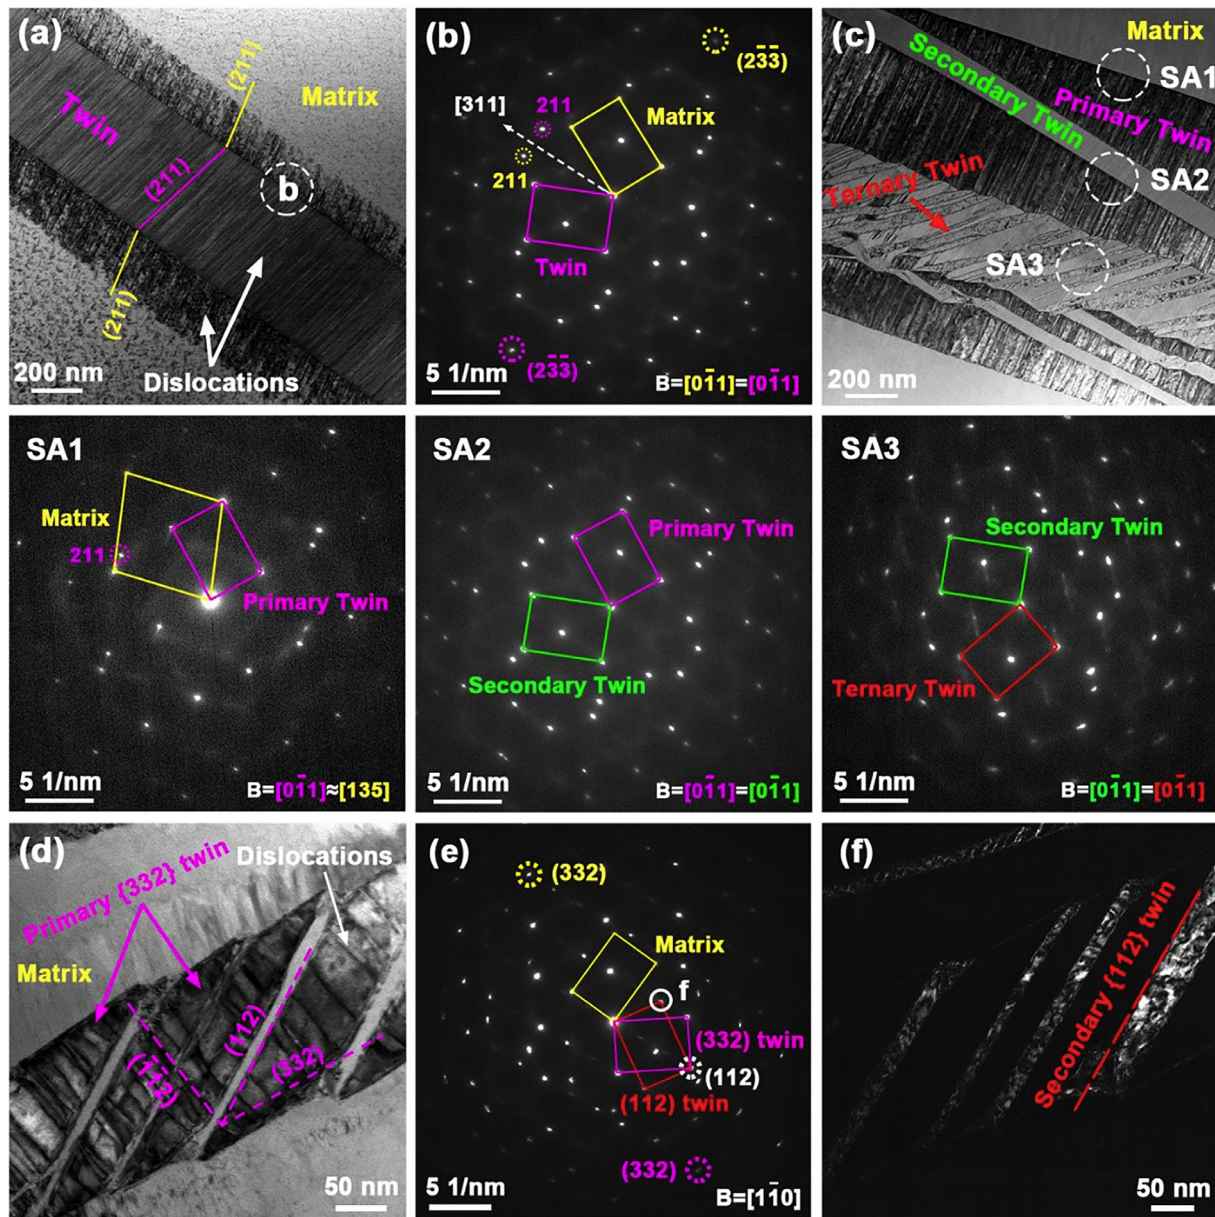 (a)
(211)
Matrix
Twin
(211)
b
(211)
Dislocations
200 nm
(b)
(23̅3̅)
[311]
211
Matrix
211
Twin
(23̅3̅)
5 1/nm
B=[01̅1]=[01̅1]
(c)
Matrix
SA1
Secondary Twin
Primary Twin
SA2
Ternary Twin
SA3
200 nm
SA1
Matrix
211
Primary Twin
5 1/nm
B=[01̅1]≈[135]
SA2
Primary Twin
Secondary Twin
5 1/nm
B=[01̅1]=[01̅1]
SA3
Secondary Twin
Ternary Twin
5 1/nm
B=[01̅1]=[01̅1]
(d)
Primary {332} twin
Dislocations
Matrix
(112)
(1̅1̅2)
(332)
50 nm
(e)
(332)
Matrix
f
(332) twin
(112)
(112) twin
(332)
5 1/nm
B=[11̅0]
(f)
Secondary {112} twin
50 nm